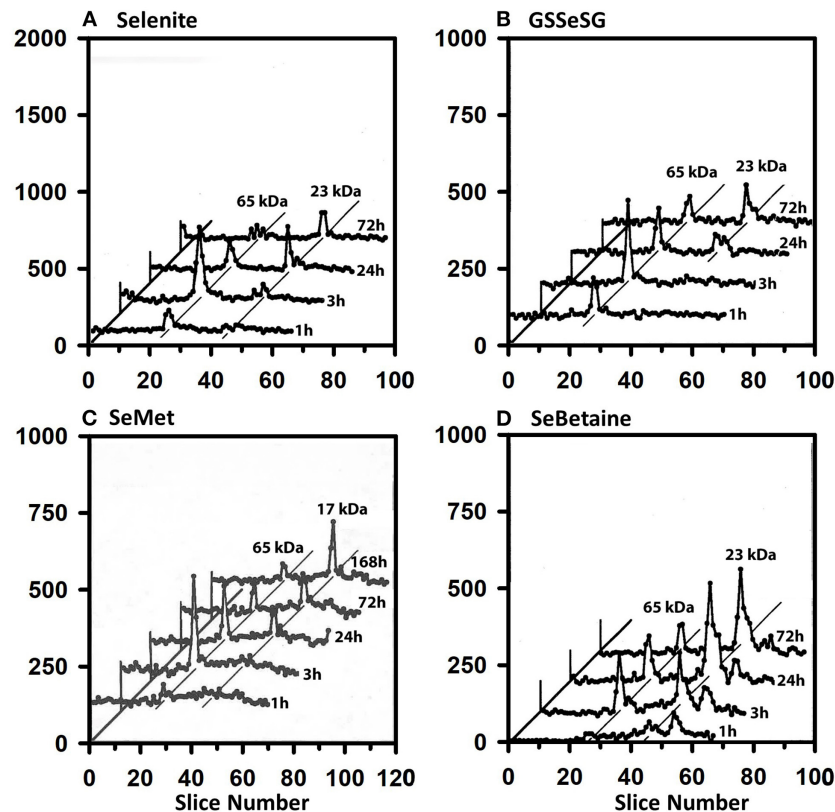 A Selenite
B GSSeSG
2000
1500
1000
500
0
65 kDa
23 kDa
72h
24h
3h
1h
0 20 40 60 80 100
1000
750
500
250
0
65 kDa
23 kDa
72h
24h
3h
1h
0 20 40 60 80 100
C SeMet
D SeBetaine
1000
750
500
250
0
17 kDa
65 kDa
168h
72h
24h
3h
1h
0 20 40 60 80 100 120
Slice Number
1000
750
500
250
0
23 kDa
65 kDa
72h
24h
3h
1h
0 20 40 60 80 100
Slice Number